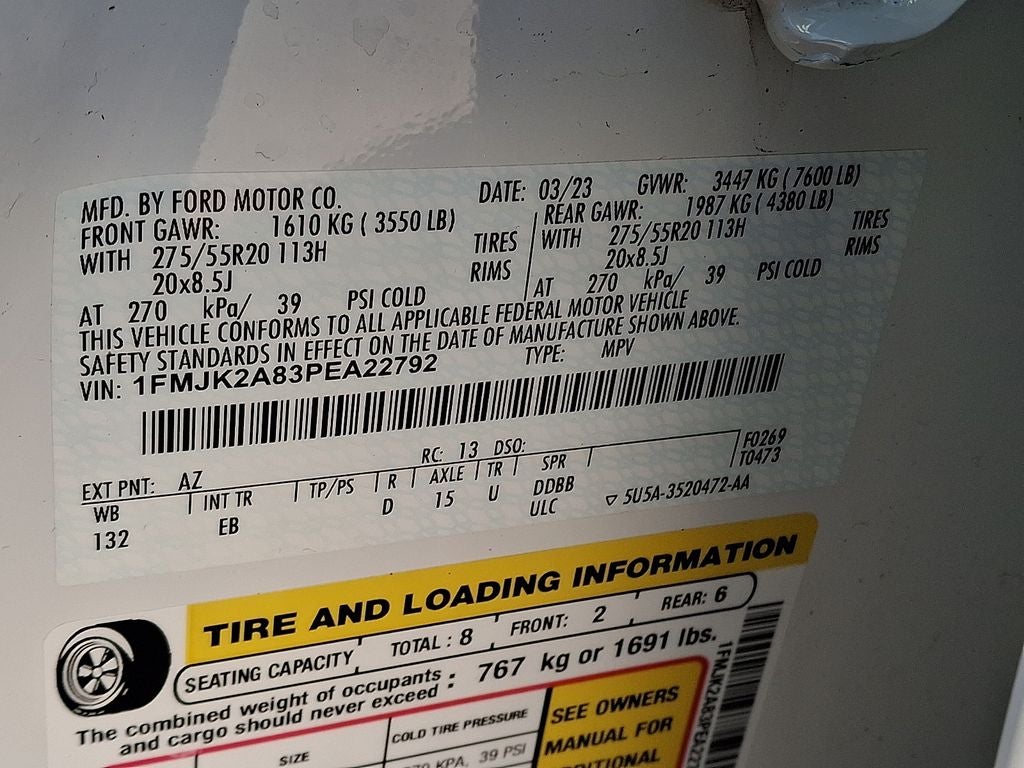 MFD. BY FORD MOTOR CO. DATE: 03/23 GVWR: 3447 KG ( 7600 LB)
FRONT GAWR: 1610 KG ( 3550 LB) REAR GAWR: 1987 KG ( 4380 LB)
WITH 275/55R20 113H TIRES WITH 275/55R20 113H TIRES
20x8.5J RIMS 20x8.5J RIMS
AT 270 kPa/ 39 PSI COLD AT 270 kPa/ 39 PSI COLD
THIS VEHICLE CONFORMS TO ALL APPLICABLE FEDERAL MOTOR VEHICLE
SAFETY STANDARDS IN EFFECT ON THE DATE OF MANUFACTURE SHOWN ABOVE.
VIN: 1FMJK2A83PEA22792 TYPE: MPV
EXT PNT: AZ RC: 13 DSO: F0269
T0473
WB INT TR TP/PS R AXLE TR SPR
132 EB D 15 U DDBB
ULC
▽ 5U5A-3520472-AA
TIRE AND LOADING INFORMATION
SEATING CAPACITY TOTAL : 8 FRONT: 2 REAR: 6
The combined weight of occupants
and cargo should never exceed : 767 kg or 1691 lbs.
SIZE COLD TIRE PRESSURE
KPA, 39 PSI
SEE OWNERS
MANUAL FOR